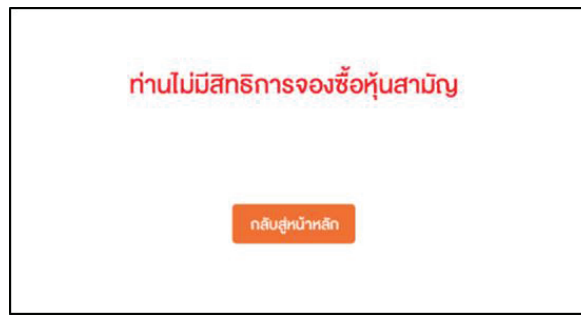 ท่านไม่มีสิทธิการจองซื้อหุ้นสามัญ
กลับสู่หน้าหลัก